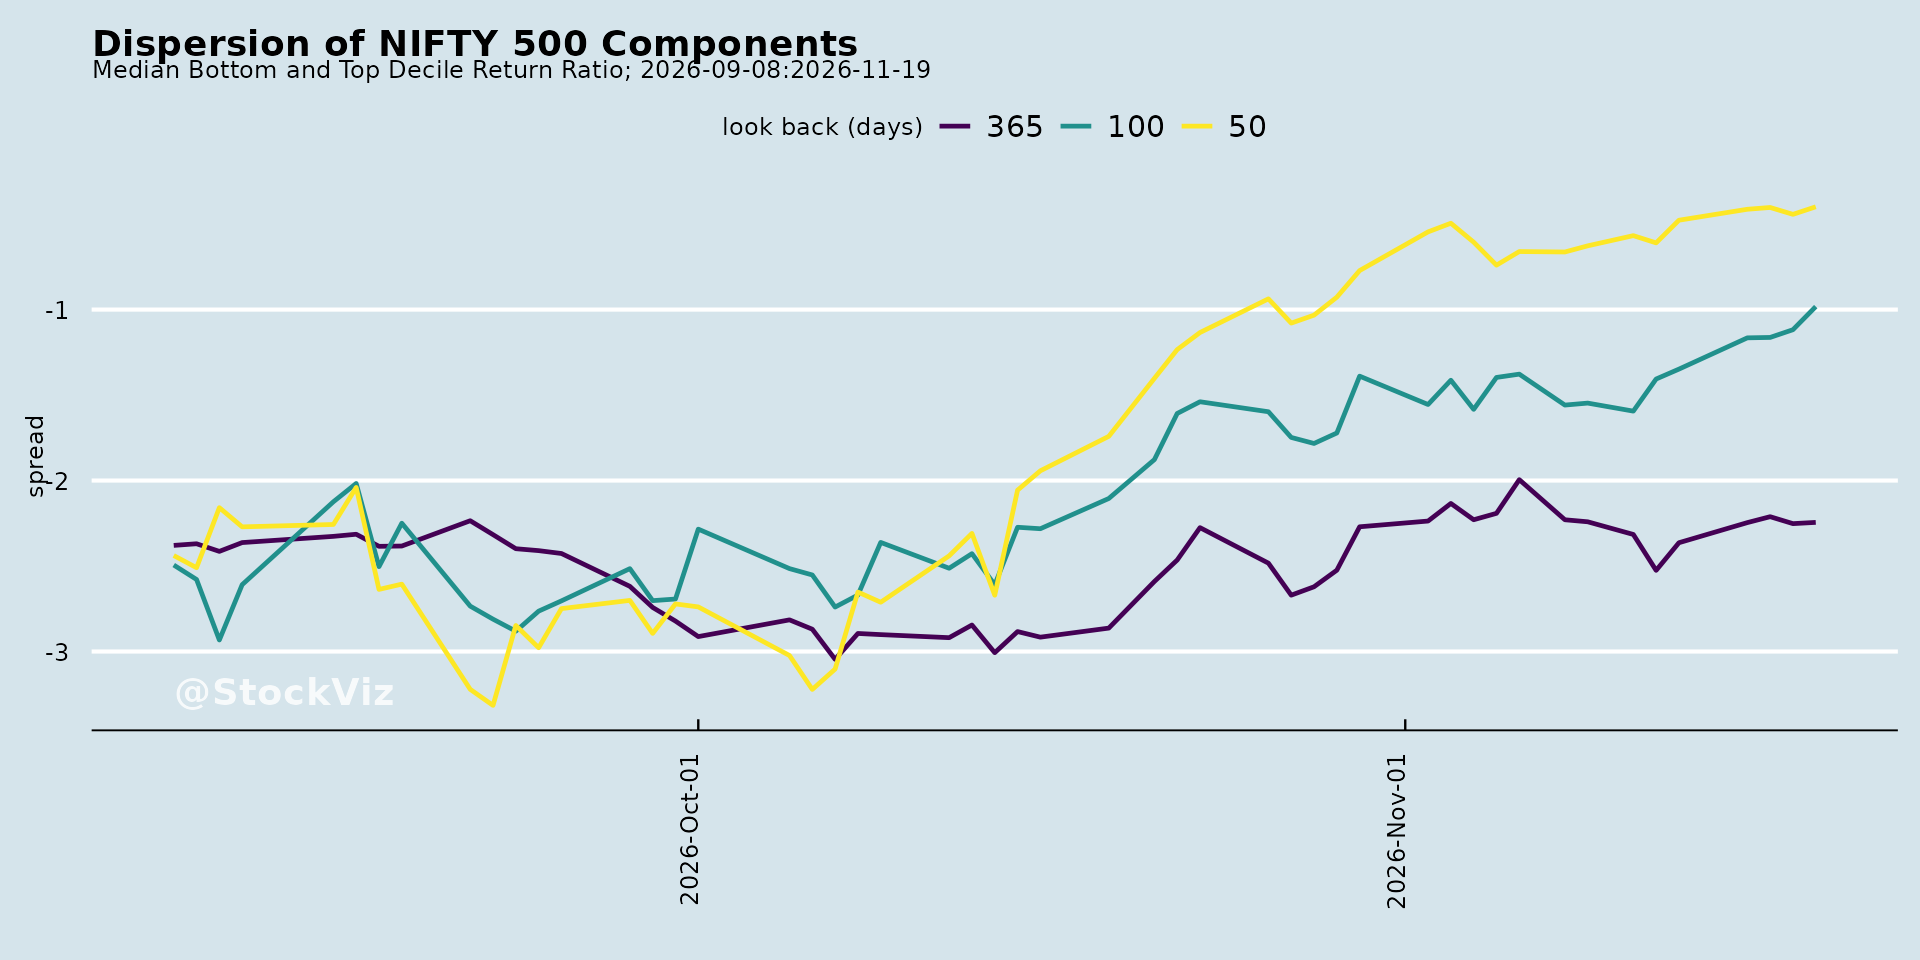 Dispersion of NIFTY 500 Components
Median Bottom and Top Decile Return Ratio; 2026-09-08:2026-11-19
look back (days) 365 100 50
-1
-2
-3
spread
@StockViz
2026-Oct-01
2026-Nov-01